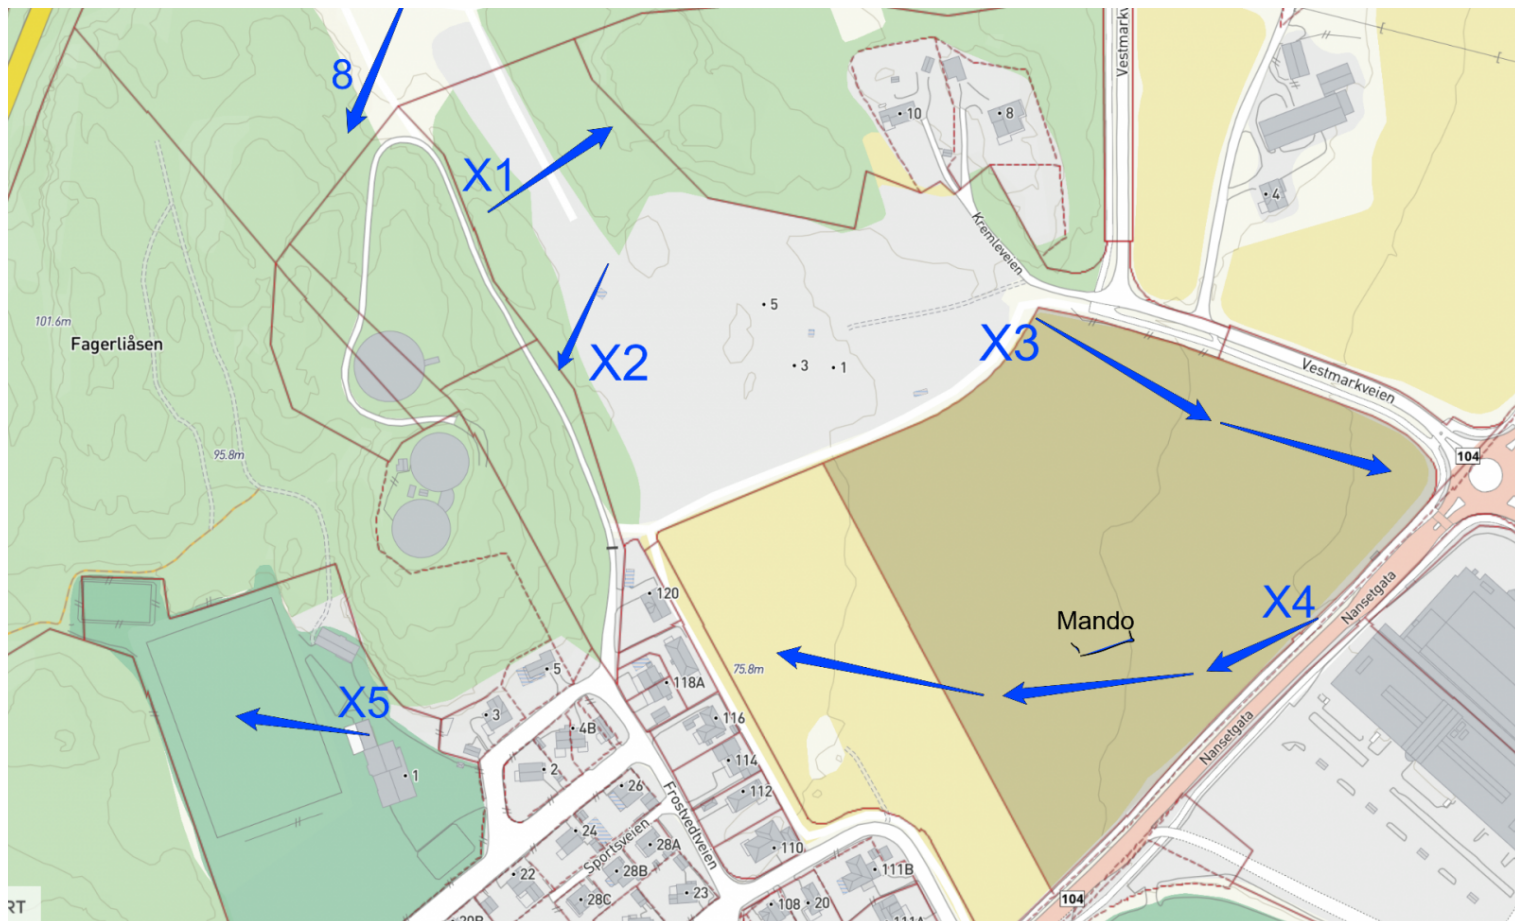 Vestmarkveien
8
10
8
X1
4
Kremleveien
101.6m
Fagerliåsen
5
X2
3
1
X3
Vestmarkveien
95.8m
104
120
X4
Nansetgata
Mando
5
118A
75.8m
X5
3
116
4B
Nansetgata
114
2
1
26
112
Frostvedtveien
24
Sportsveien
28A
110
22
28B
111B
28C
23
104
108
20
111A
20B
RT